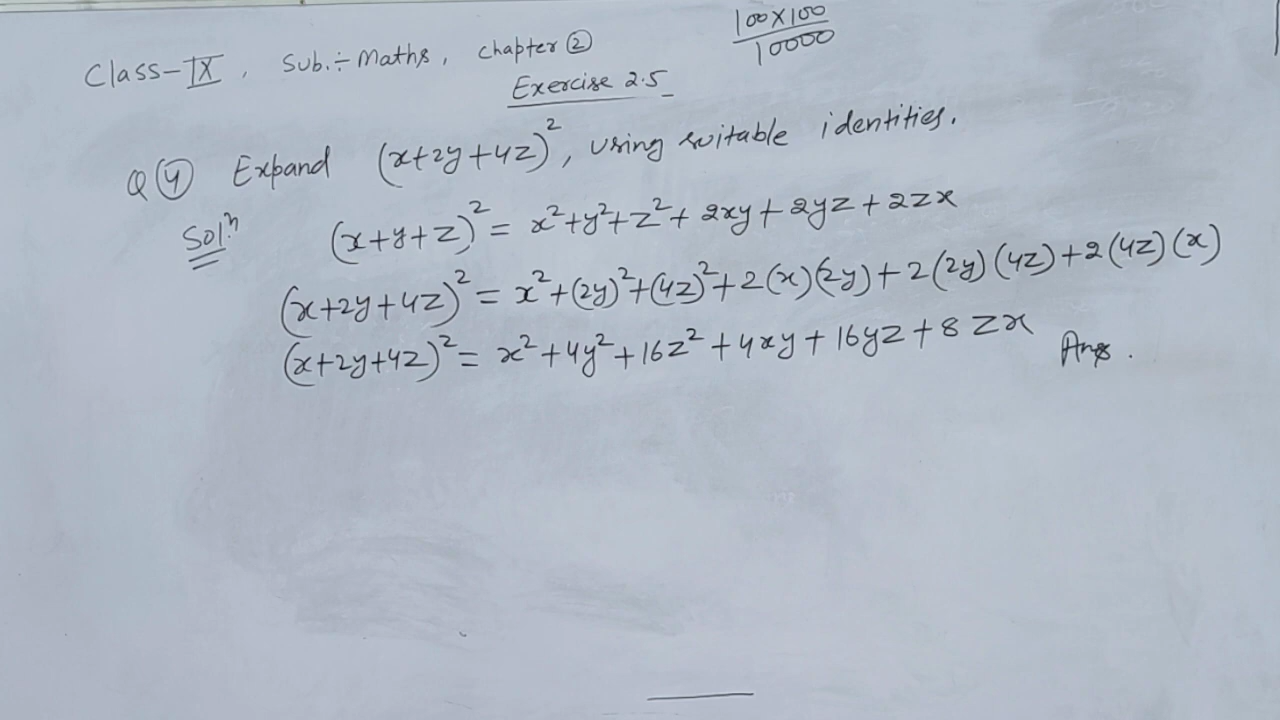 Class-IX, Sub.:- Maths, Chapter ②
100×100
10000
Exercise 2.5
Q④ Expand (x+2y+4z)², using suitable identities.
Solⁿ. (x+y+z)² = x²+y²+z²+2xy+2yz+2zx
(x+2y+4z)² = x²+(2y)²+(4z)²+2(x)(2y)+2(2y)(4z)+2(4z)(x)
(x+2y+4z)² = x²+4y²+16z²+4xy+16yz+8zx Ans.